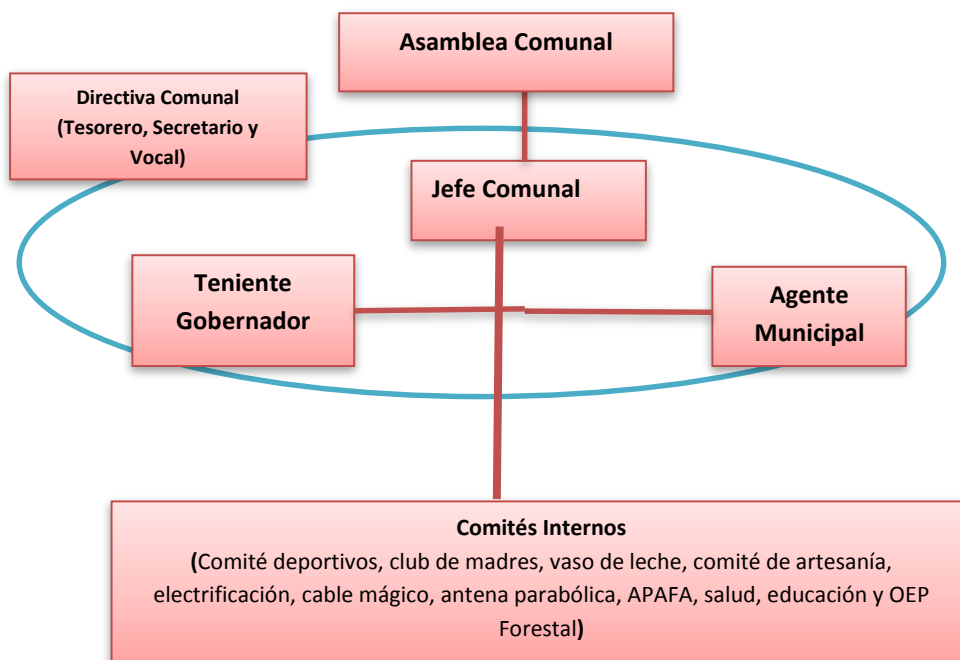 Asamblea Comunal
Directiva Comunal
(Tesorero, Secretario y
Vocal)
Jefe Comunal
Teniente
Gobernador
Agente
Municipal
Comités Internos
(Comité deportivos, club de madres, vaso de leche, comité de artesanía,
electrificación, cable mágico, antena parabólica, APAFA, salud, educación y OEP
Forestal)